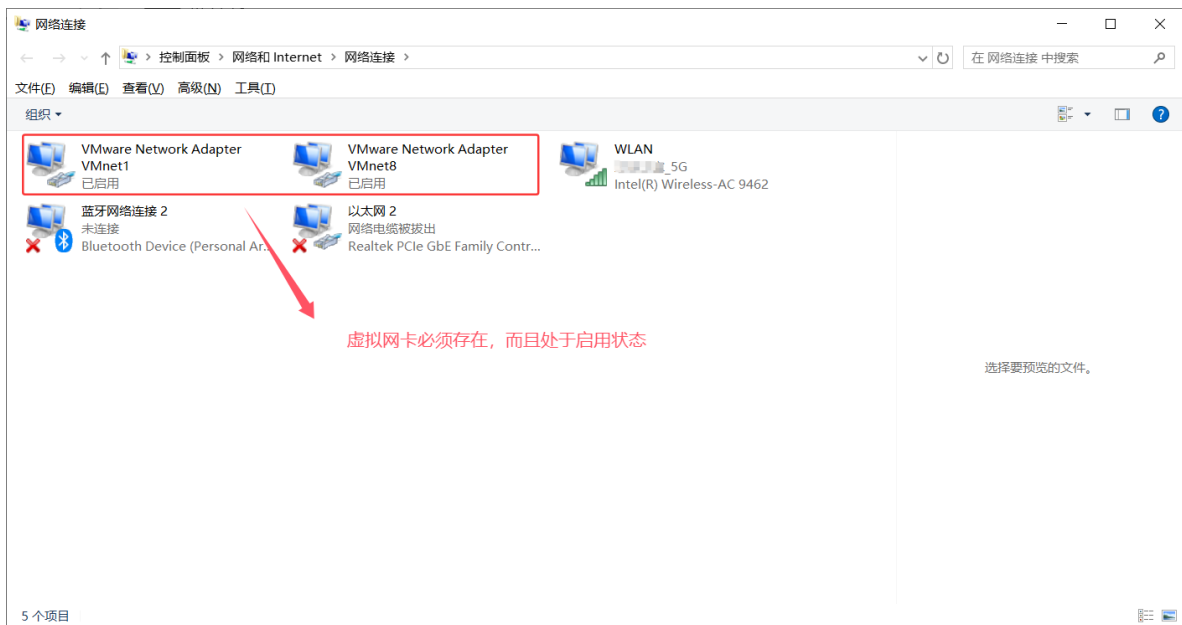 网络连接
控制面板 › 网络和 Internet › 网络连接 ›
在 网络连接 中搜索
文件(F) 编辑(E) 查看(V) 高级(N) 工具(T)
组织
VMware Network Adapter
VMnet1
已启用
VMware Network Adapter
VMnet8
已启用
WLAN
_5G
Intel(R) Wireless-AC 9462
蓝牙网络连接 2
未连接
Bluetooth Device (Personal Ar...
以太网 2
网络电缆被拔出
Realtek PCIe GbE Family Contr...
虚拟网卡必须存在，而且处于启用状态
选择要预览的文件。
5 个项目